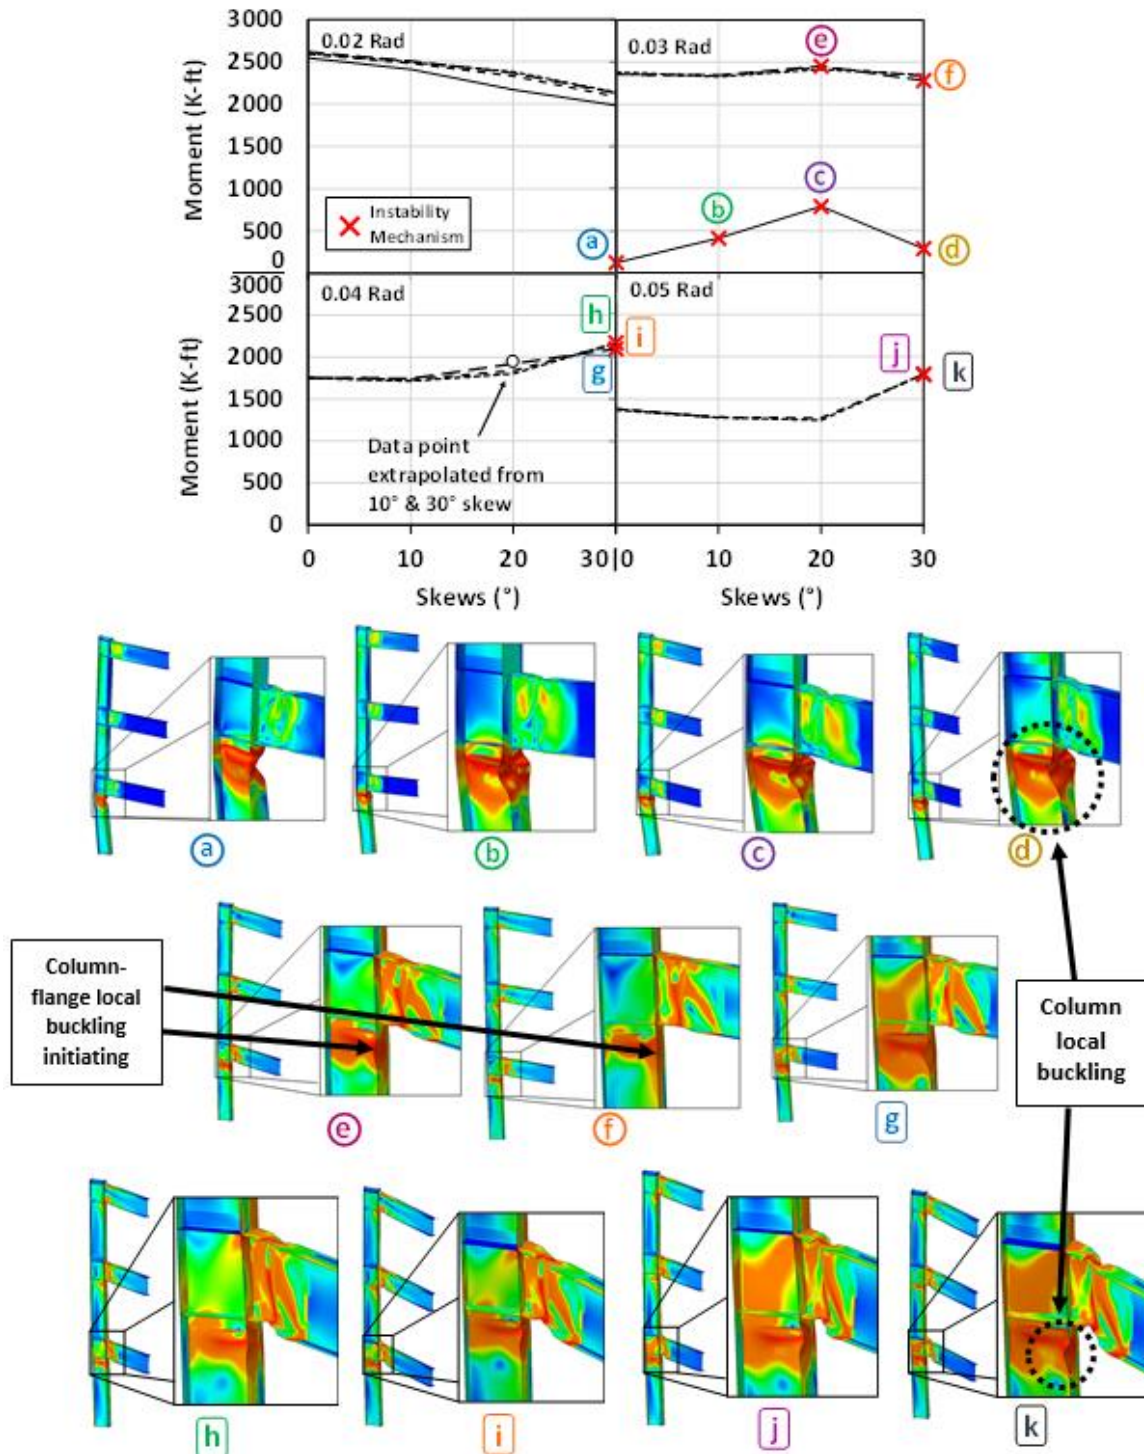 3000
2500
2000
1500
1000
500
0
Moment (K-ft)
0.02 Rad
0.03 Rad
Instability
Mechanism
a
b
c
d
e
f
3000
2500
2000
1500
1000
500
0
Moment (K-ft)
0.04 Rad
0.05 Rad
h
i
g
j
k
Data point
extrapolated from
10° & 30° skew
0 10 20 30 0 10 20 30
Skews (°) Skews (°)
a b c d
Column-
flange local
buckling
initiating
Column
local
buckling
e f g
h i j k